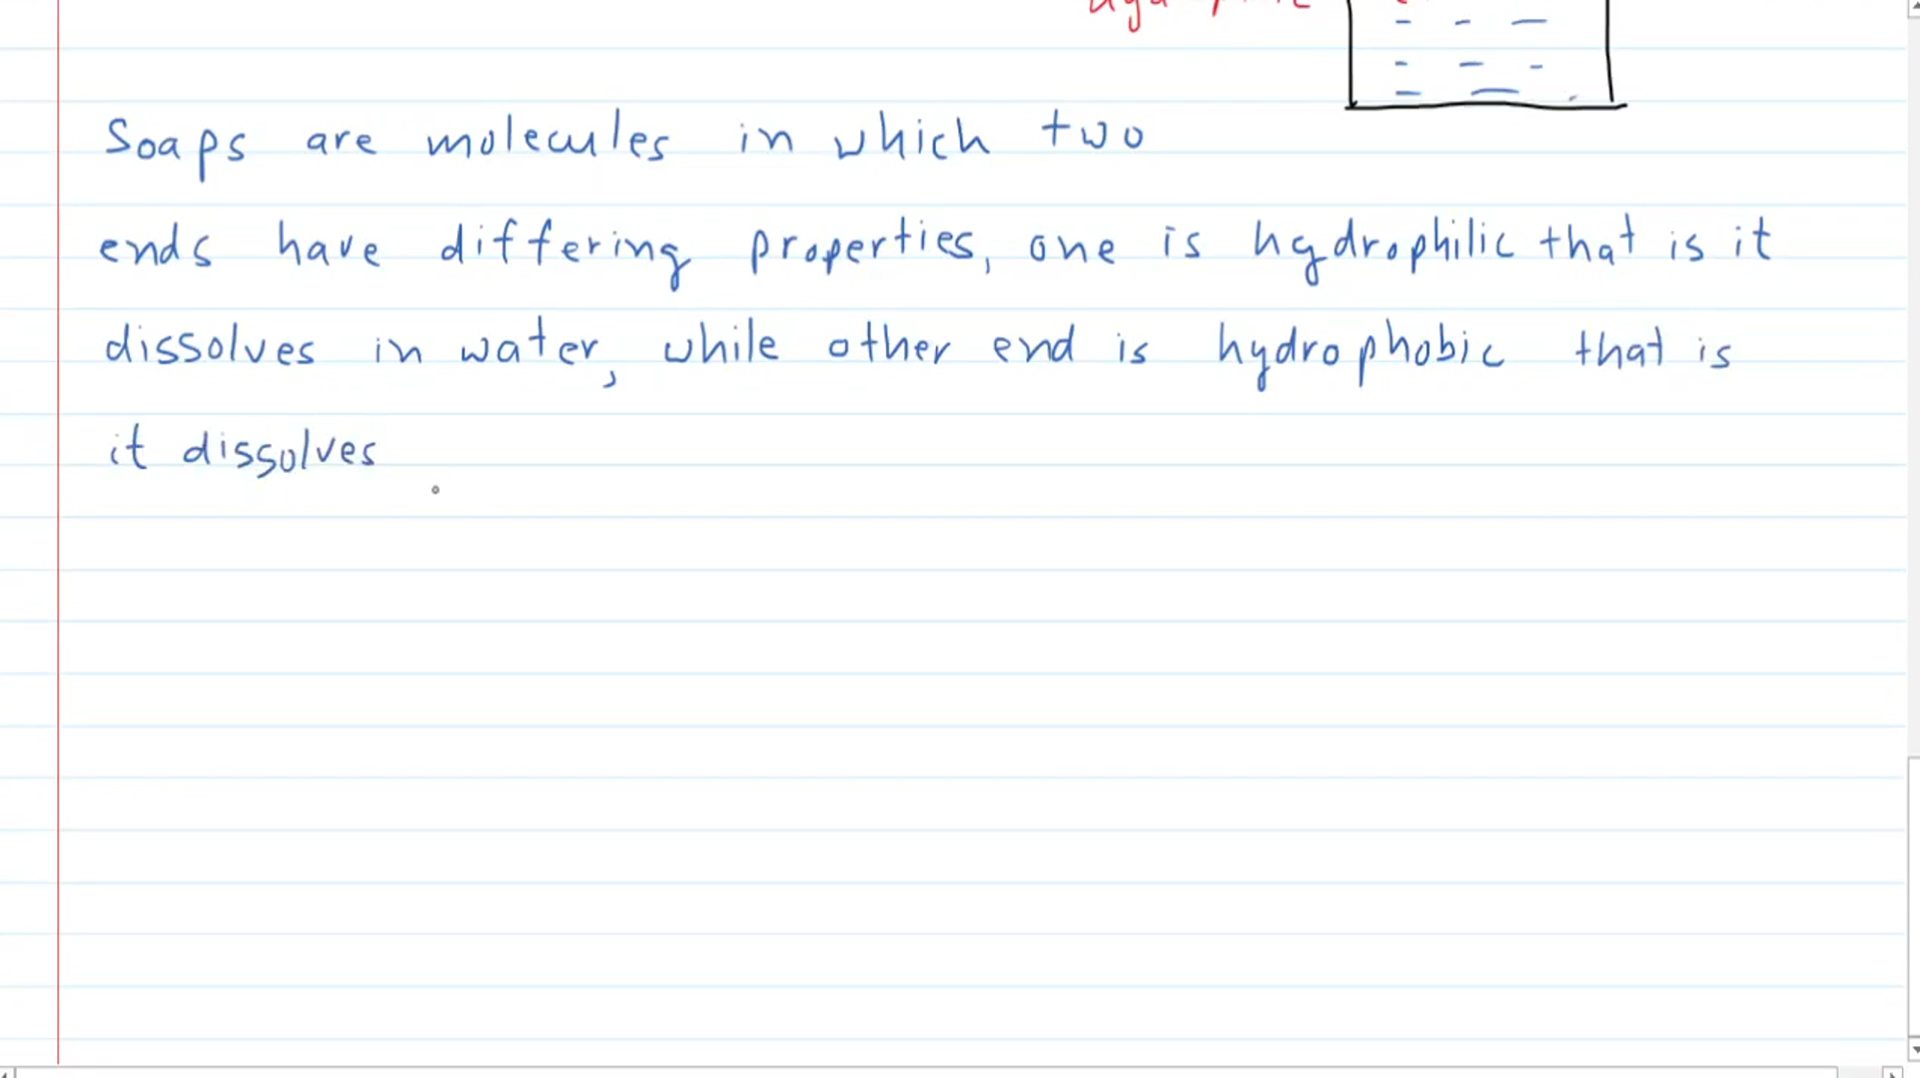 Soaps are molecules in which two
ends have differing properties, one is hydrophilic that is it
dissolves in water, while other end is hydrophobic that is
it dissolves